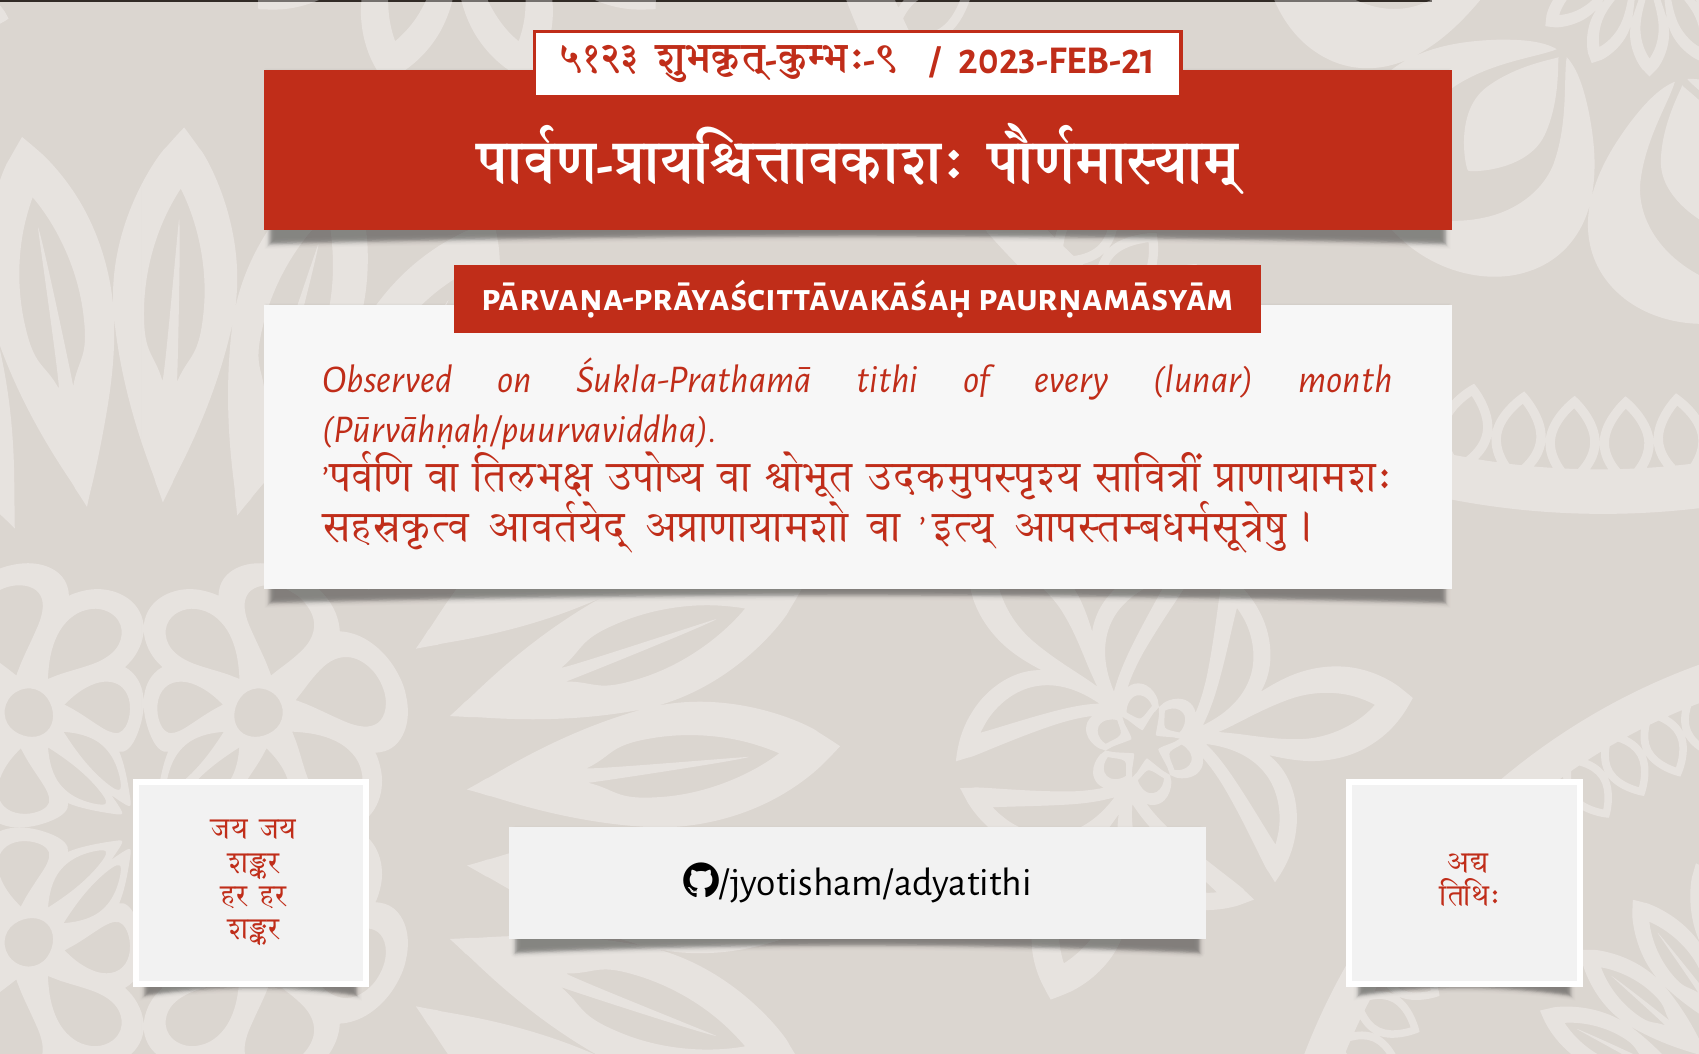 ५१२३ शुभकृत्-कुम्भः-९ / 2023-FEB-21
पार्वण-प्रायश्चित्तावकाशः पौर्णमास्याम्
PĀRVAṆA-PRĀYAŚCITTĀVAKĀŚAḤ PAURṆAMĀSYĀM
Observed on Śukla-Prathamā tithi of every (lunar) month
(Pūrvāhṇaḥ/puurvaviddha).
’पर्वणि वा तिलभक्ष उपोष्य वा श्वोभूत उदकमुपस्पृश्य सावित्रीं प्राणायामशः
सहस्रकृत्व आवर्तयेद् अप्राणायामशो वा ’ इत्य् आपस्तम्बधर्मसूत्रेषु ।
जय जय
शङ्कर
हर हर
शङ्कर
/jyotisham/adyatithi
अद्य
तिथिः